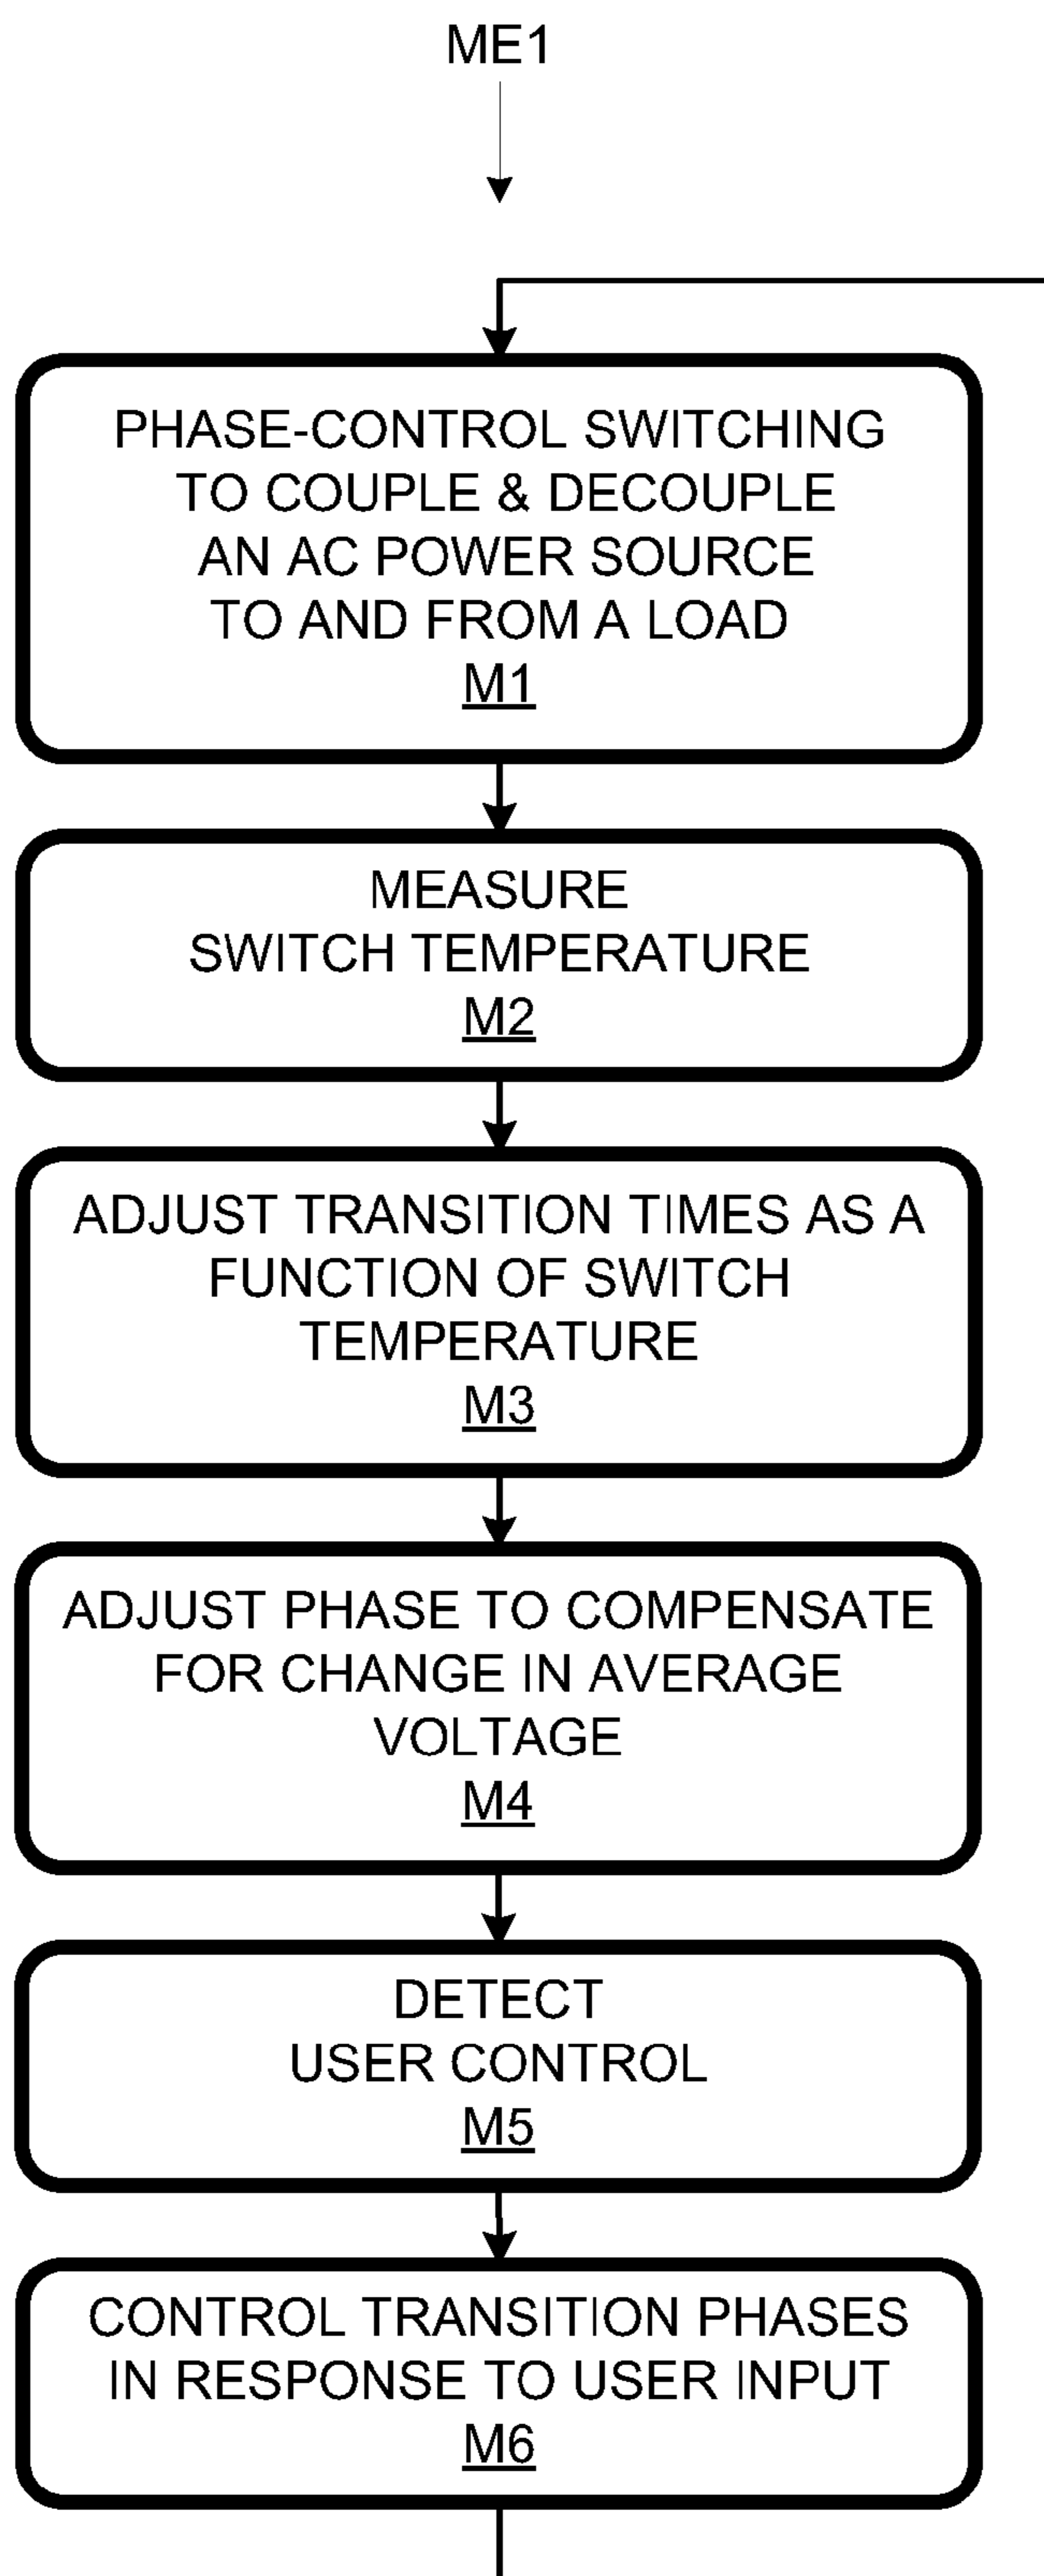 ME1
PHASE-CONTROL SWITCHING
TO COUPLE & DECOUPLE
AN AC POWER SOURCE
TO AND FROM A LOAD
M1
MEASURE
SWITCH TEMPERATURE
M2
ADJUST TRANSITION TIMES AS A
FUNCTION OF SWITCH
TEMPERATURE
M3
ADJUST PHASE TO COMPENSATE
FOR CHANGE IN AVERAGE
VOLTAGE
M4
DETECT
USER CONTROL
M5
CONTROL TRANSITION PHASES
IN RESPONSE TO USER INPUT
M6